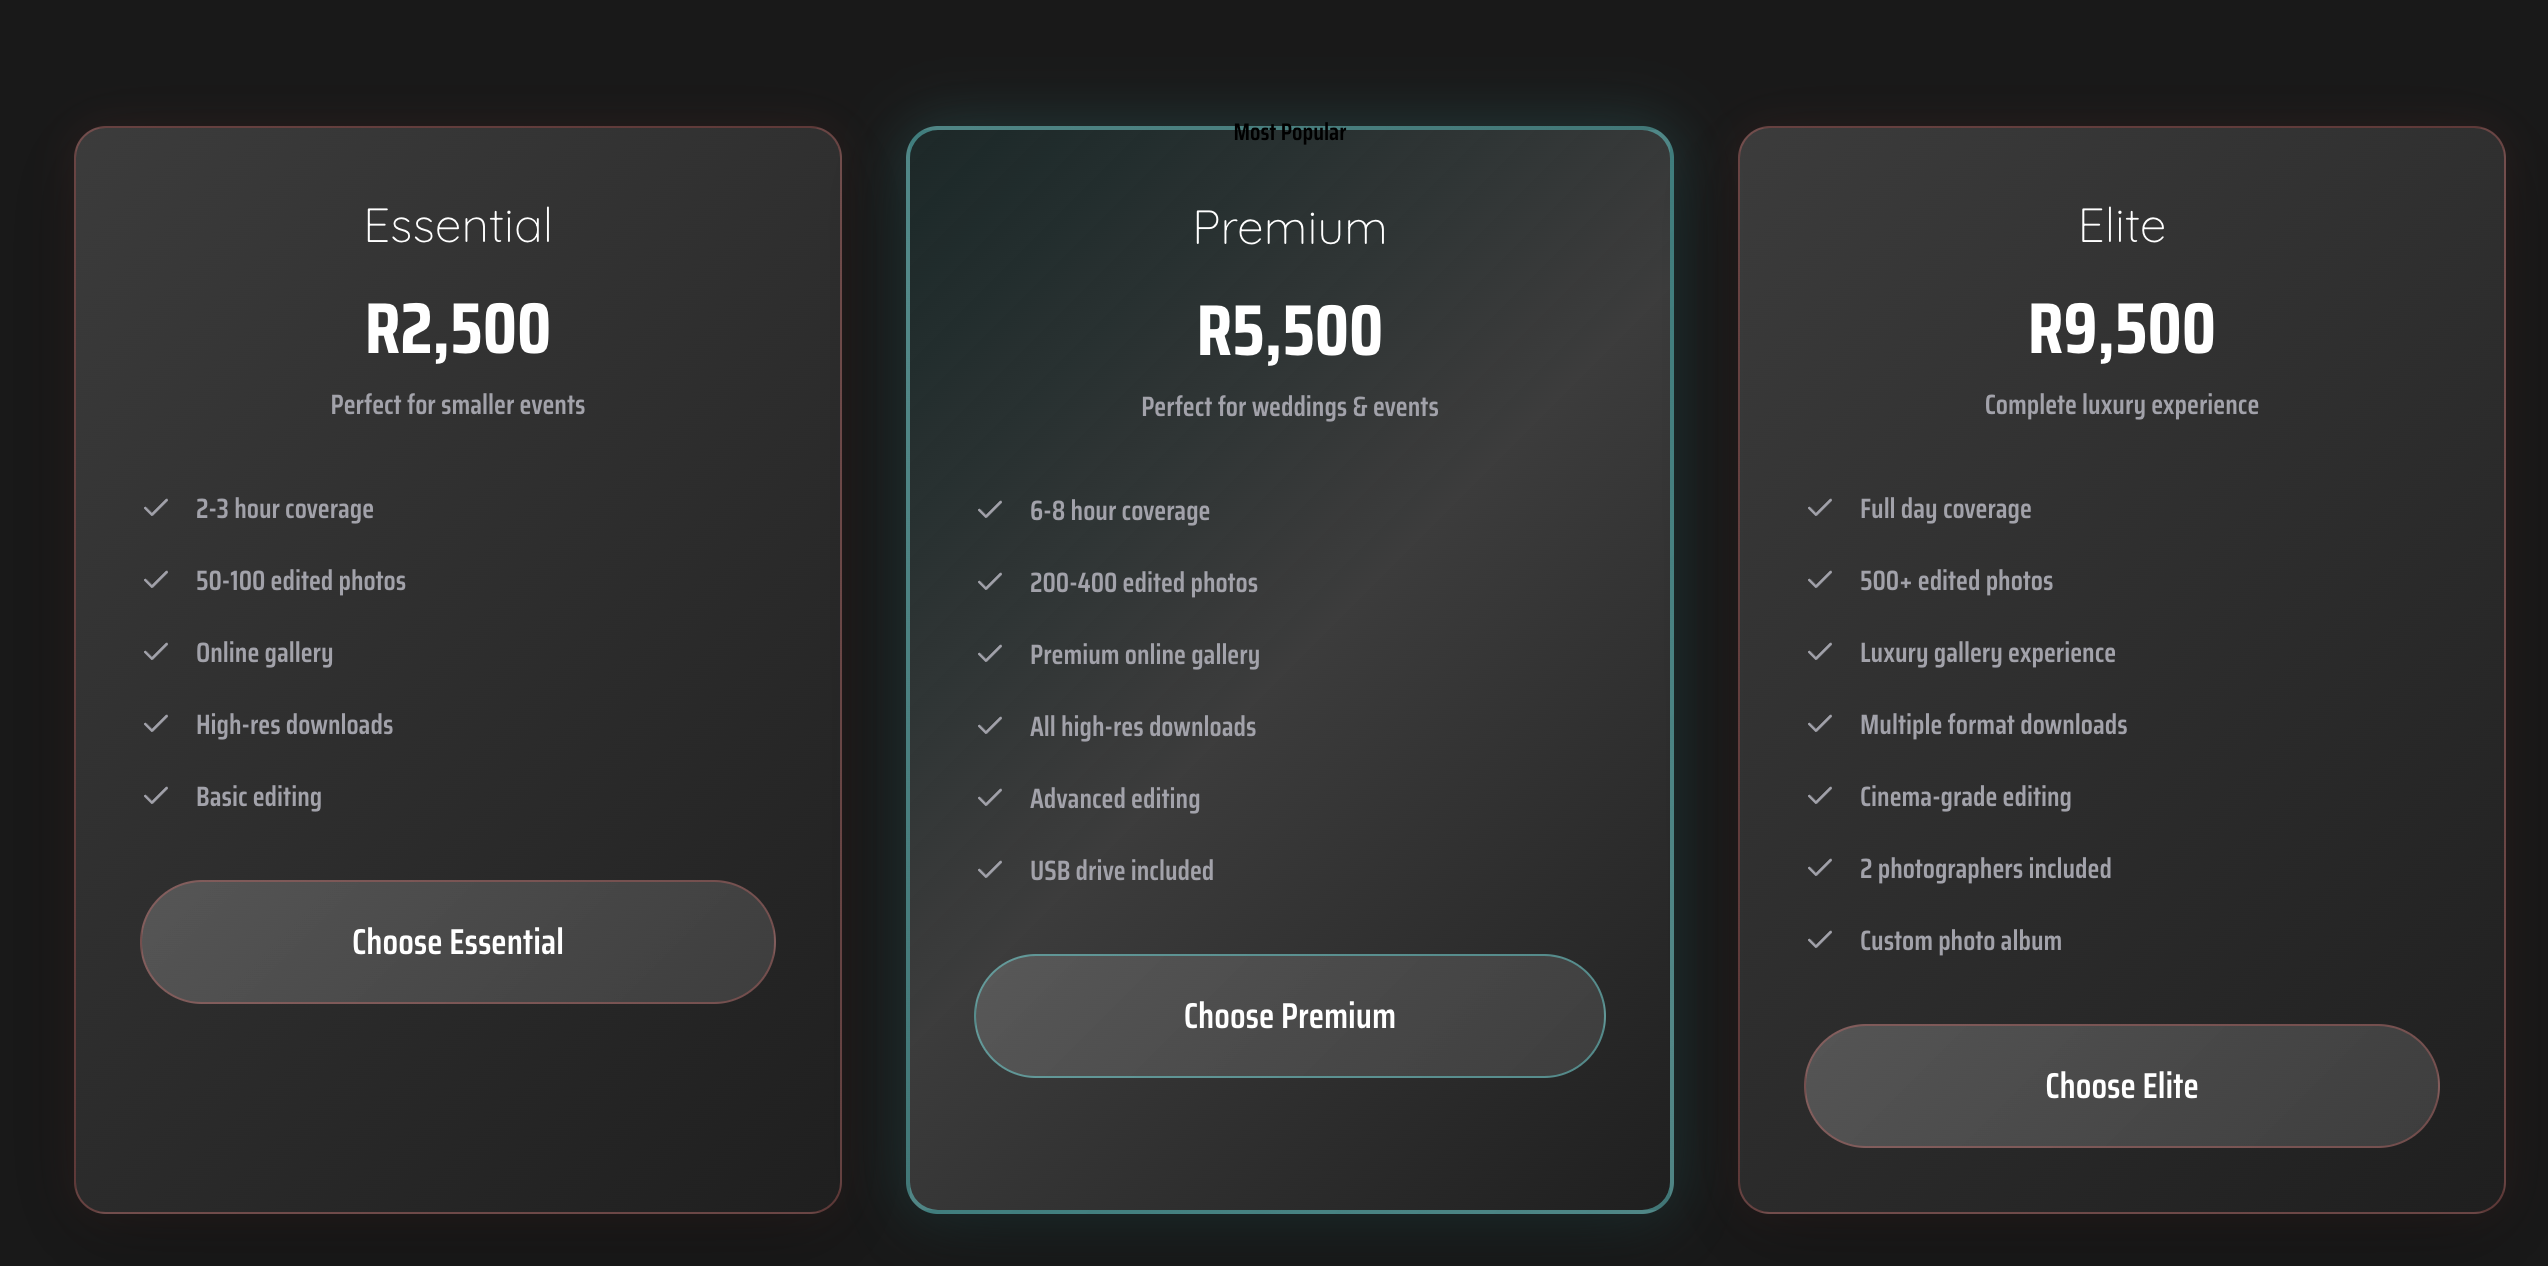 Essential
R2,500
Perfect for smaller events
2-3 hour coverage
50-100 edited photos
Online gallery
High-res downloads
Basic editing
Choose Essential
Most Popular
Premium
R5,500
Perfect for weddings & events
6-8 hour coverage
200-400 edited photos
Premium online gallery
All high-res downloads
Advanced editing
USB drive included
Choose Premium
Elite
R9,500
Complete luxury experience
Full day coverage
500+ edited photos
Luxury gallery experience
Multiple format downloads
Cinema-grade editing
2 photographers included
Custom photo album
Choose Elite